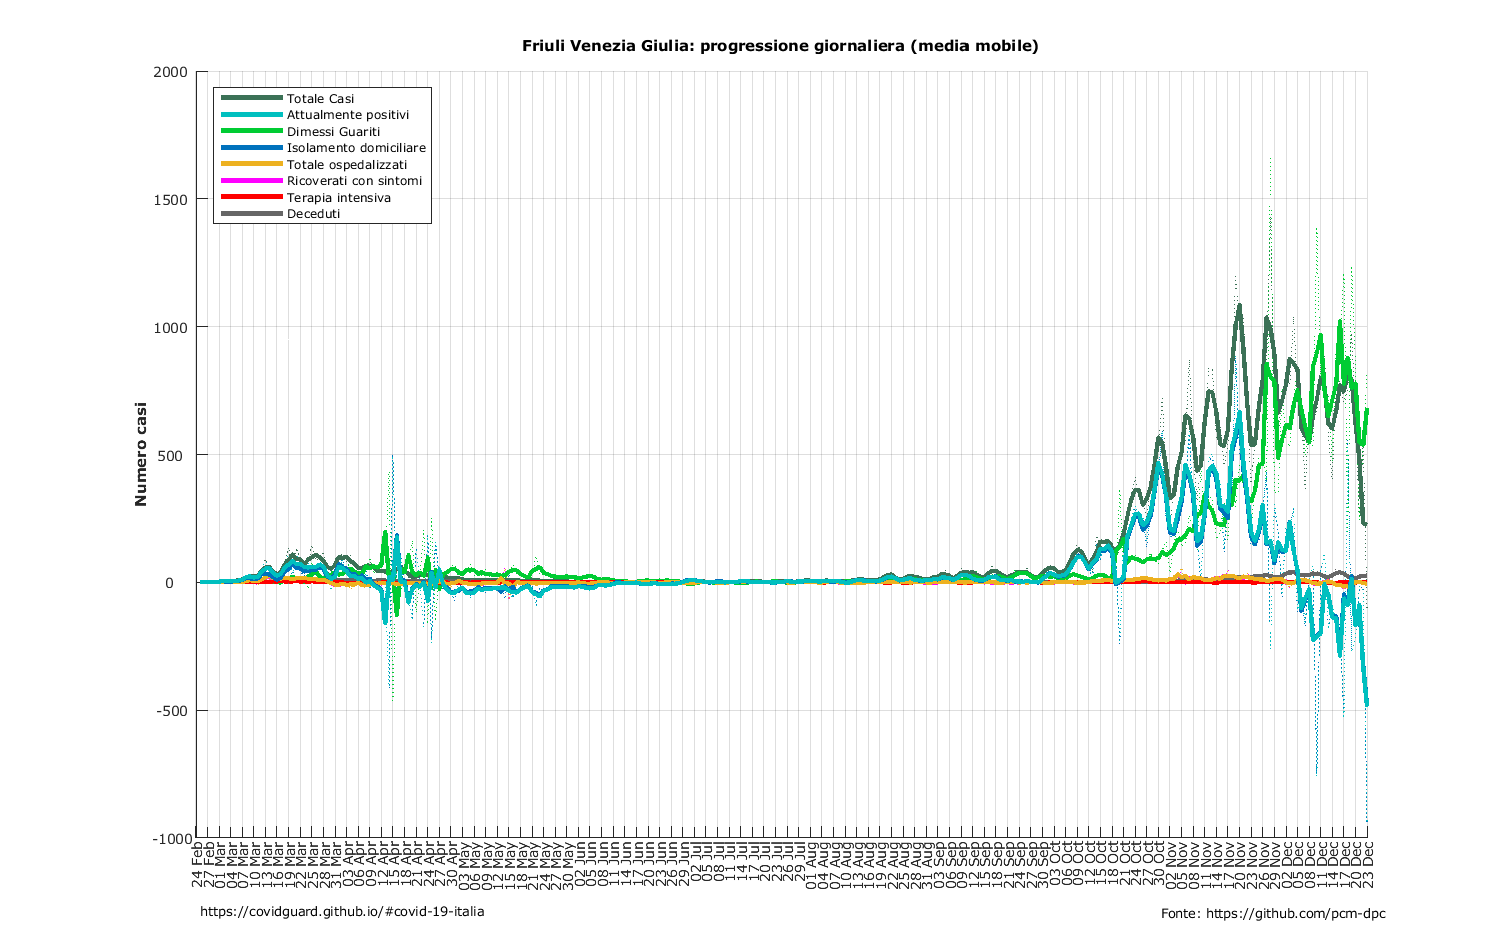 Friuli Venezia Giulia: progressione giornaliera (media mobile)
Numero casi
2000
1500
1000
500
0
-500
-1000
Totale Casi
Attualmente positivi
Dimessi Guariti
Isolamento domiciliare
Totale ospedalizzati
Ricoverati con sintomi
Terapia intensiva
Deceduti
24 Feb
27 Feb
01 Mar
04 Mar
07 Mar
10 Mar
13 Mar
16 Mar
19 Mar
22 Mar
25 Mar
28 Mar
31 Mar
03 Apr
06 Apr
09 Apr
12 Apr
15 Apr
18 Apr
21 Apr
24 Apr
27 Apr
30 Apr
03 May
06 May
09 May
12 May
15 May
18 May
21 May
24 May
27 May
30 May
02 Jun
05 Jun
08 Jun
11 Jun
14 Jun
17 Jun
20 Jun
23 Jun
26 Jun
29 Jun
02 Jul
05 Jul
08 Jul
11 Jul
14 Jul
17 Jul
20 Jul
23 Jul
26 Jul
29 Jul
01 Aug
04 Aug
07 Aug
10 Aug
13 Aug
16 Aug
19 Aug
22 Aug
25 Aug
28 Aug
31 Aug
03 Sep
06 Sep
09 Sep
12 Sep
15 Sep
18 Sep
21 Sep
24 Sep
27 Sep
30 Sep
03 Oct
06 Oct
09 Oct
12 Oct
15 Oct
18 Oct
21 Oct
24 Oct
27 Oct
30 Oct
02 Nov
05 Nov
08 Nov
11 Nov
14 Nov
17 Nov
20 Nov
23 Nov
26 Nov
29 Nov
02 Dec
05 Dec
08 Dec
11 Dec
14 Dec
17 Dec
20 Dec
23 Dec
https://covidguard.github.io/#covid-19-italia
Fonte: https://github.com/pcm-dpc